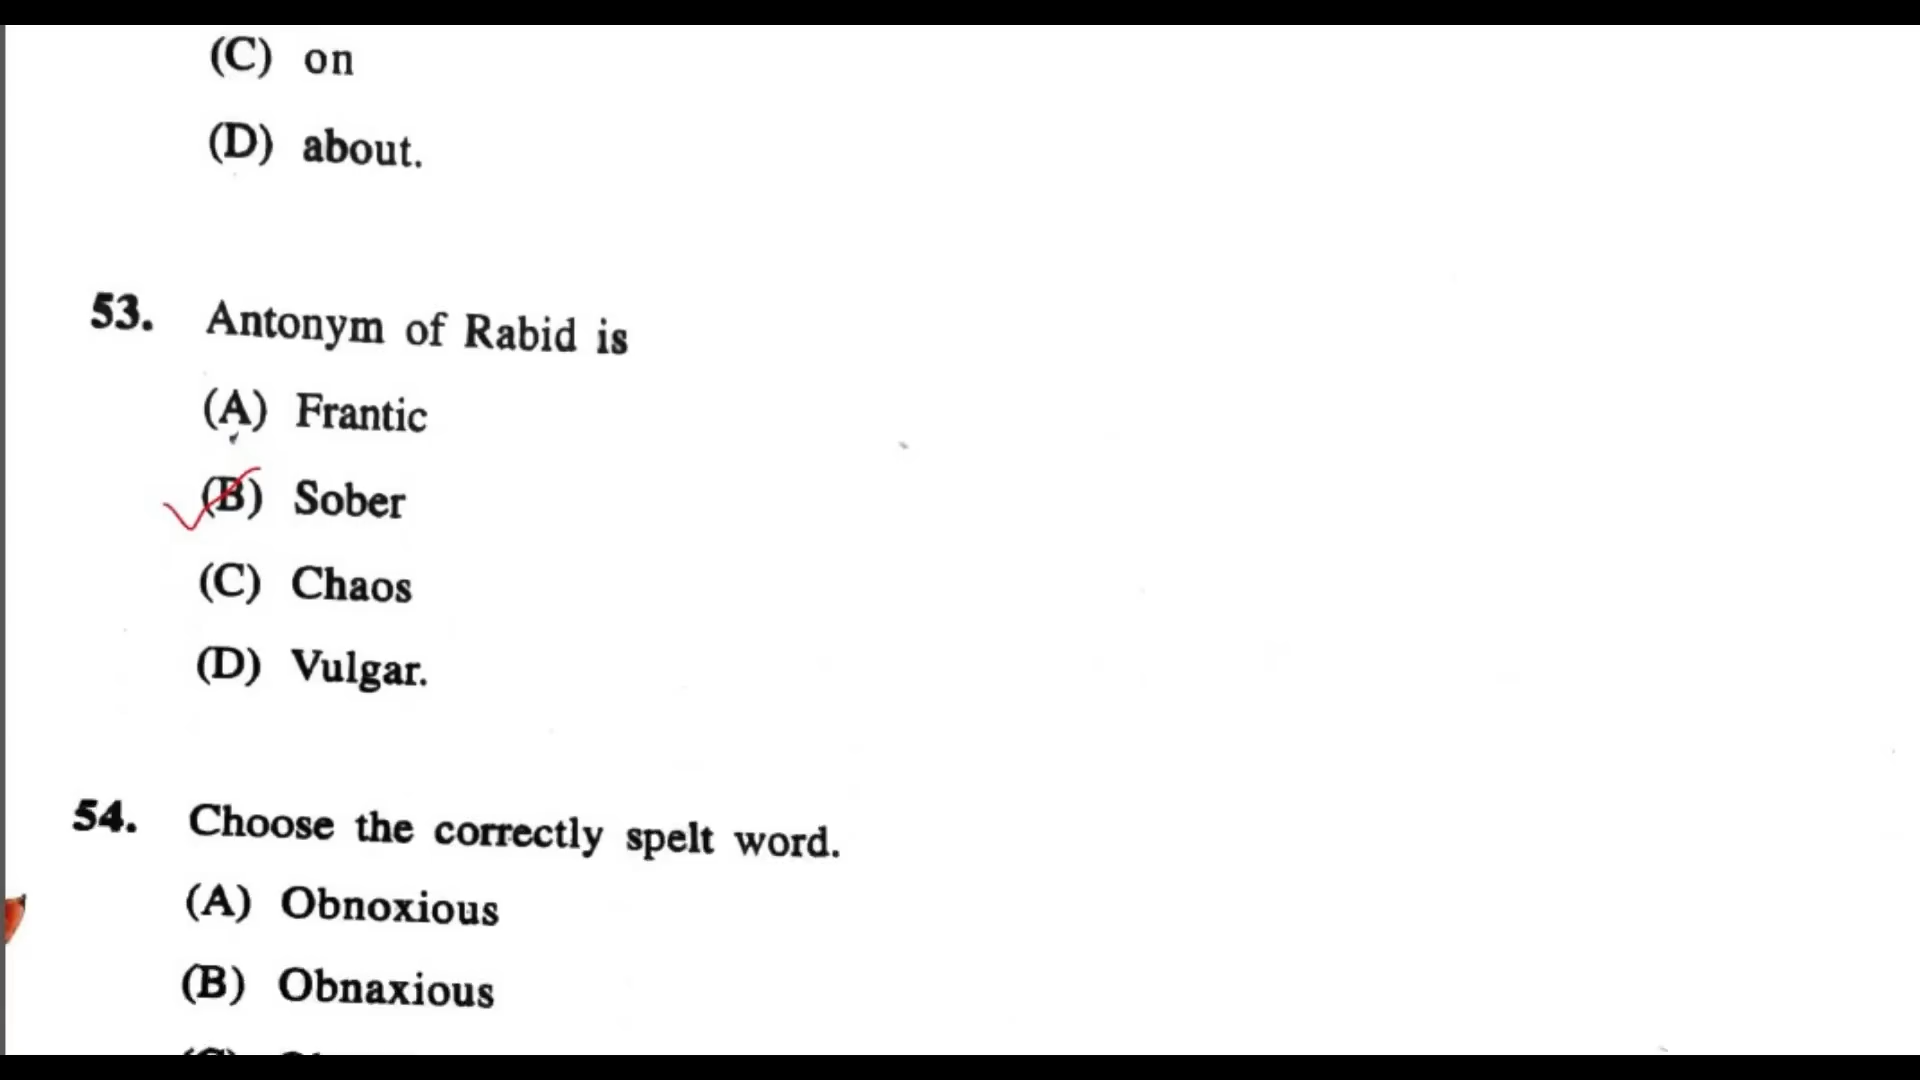 (C) on
(D) about.
53. Antonym of Rabid is
(A) Frantic
(B) Sober
(C) Chaos
(D) Vulgar.
54. Choose the correctly spelt word.
(A) Obnoxious
(B) Obnaxious